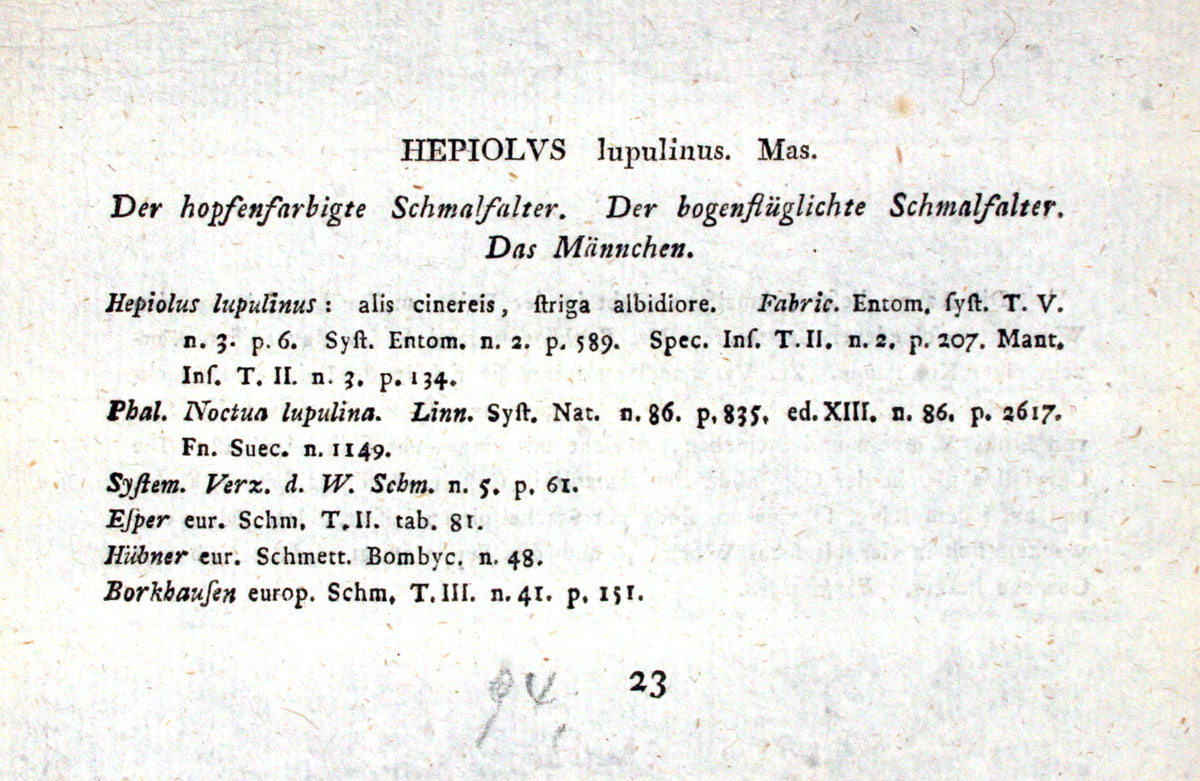 HEPIOLVS lupulinus. Mas.
Der hopfenfarbigte Schmalfalter. Der bogenflüglichte Schmalfalter.
Das Männchen.
Hepiolus lupulinus: alis cinereis, ſtriga albidiore. Fabric. Entom. ſyſt. T. V.
n. 3. p. 6. Syſt. Entom. n. 2. p. 589. Spec. Inſ. T. II. n. 2. p. 207. Mant.
Inſ. T. II. n. 3. p. 134.
Phal. Noctua lupulina. Linn. Syſt. Nat. n. 86. p. 835. ed. XIII. n. 86. p. 2617.
Fn. Suec. n. 1149.
Syſtem. Verz. d. W. Schm. n. 5. p. 61.
Eſper eur. Schm. T. II. tab. 81.
Hübner eur. Schmett. Bombyc. n. 48.
Borkhauſen europ. Schm. T. III. n. 41. p. 151.
23